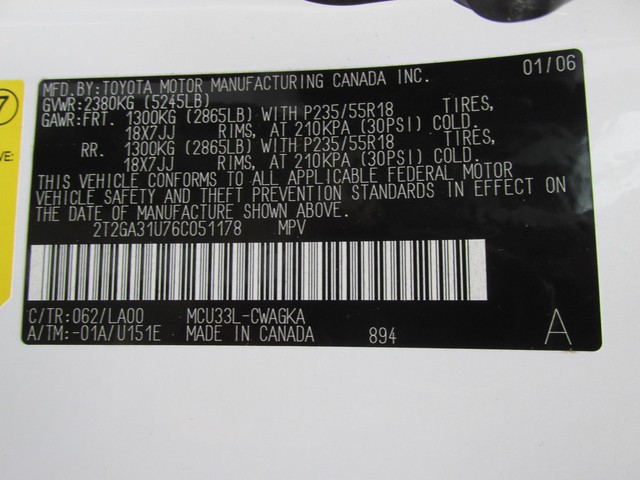 MFD.BY:TOYOTA MOTOR MANUFACTURING CANADA INC. 01/06
GVWR:2380KG (5245LB)
GAWR:FRT. 1300KG (2865LB) WITH P235/55R18 TIRES,
18X7JJ RIMS, AT 210KPA (30PSI) COLD.
RR. 1300KG (2865LB) WITH P235/55R18 TIRES,
18X7JJ RIMS, AT 210KPA (30PSI) COLD.
THIS VEHICLE CONFORMS TO ALL APPLICABLE FEDERAL MOTOR
VEHICLE SAFETY AND THEFT PREVENTION STANDARDS IN EFFECT ON
THE DATE OF MANUFACTURE SHOWN ABOVE.
2T2GA31U76C051178 MPV
C/TR:062/LA00 MCU33L-CWAGKA
A/TM:-01A/U151E MADE IN CANADA 894 A
7
VE: